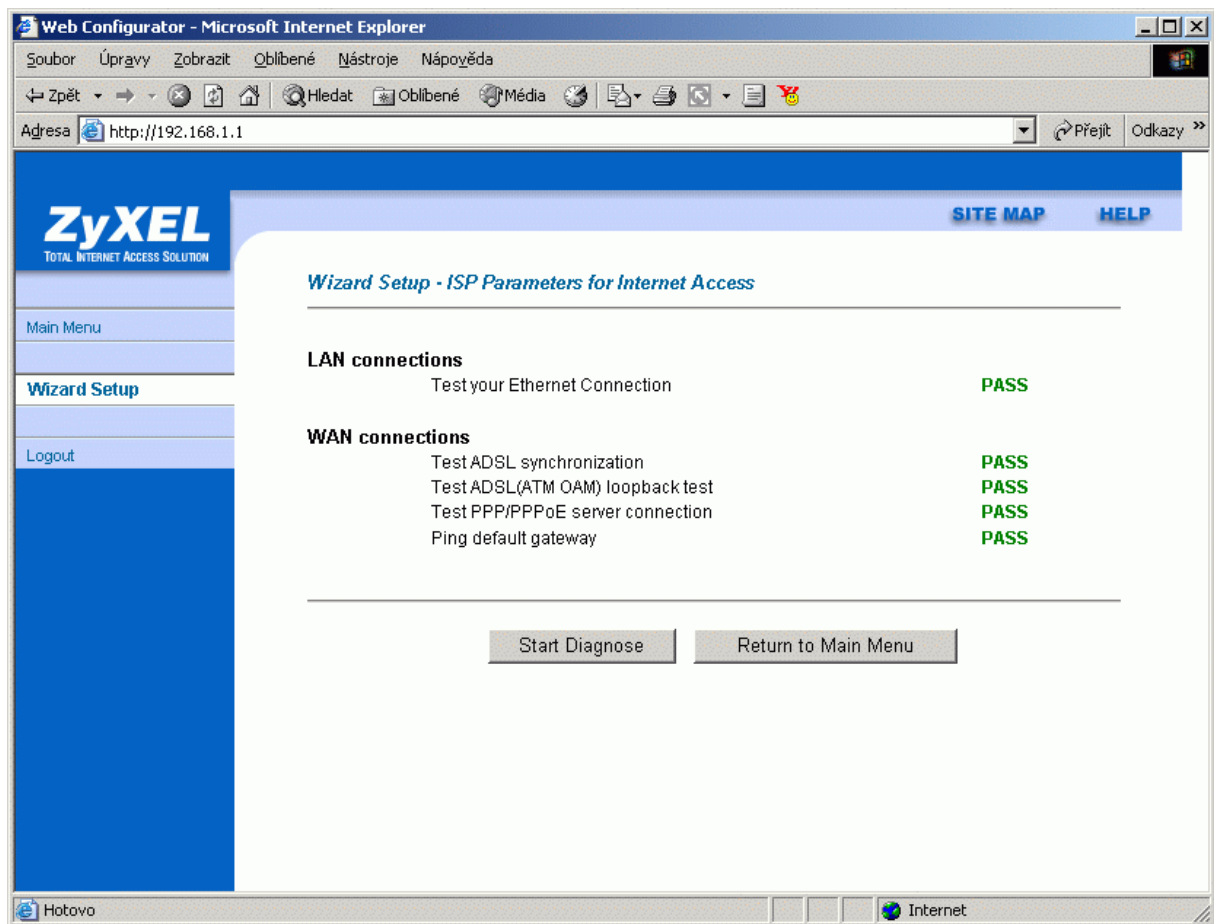 Web Configurator - Microsoft Internet Explorer
Soubor Úpravy Zobrazit Oblíbené Nástroje Nápověda
Zpět Hledat Oblíbené Média
Adresa http://192.168.1.1 Přejít Odkazy »
ZyXEL
TOTAL INTERNET ACCESS SOLUTION
SITE MAP HELP
Wizard Setup - ISP Parameters for Internet Access
Main Menu
Wizard Setup
Logout
LAN connections
Test your Ethernet Connection PASS
WAN connections
Test ADSL synchronization PASS
Test ADSL(ATM OAM) loopback test PASS
Test PPP/PPPoE server connection PASS
Ping default gateway PASS
Start Diagnose Return to Main Menu
Hotovo Internet